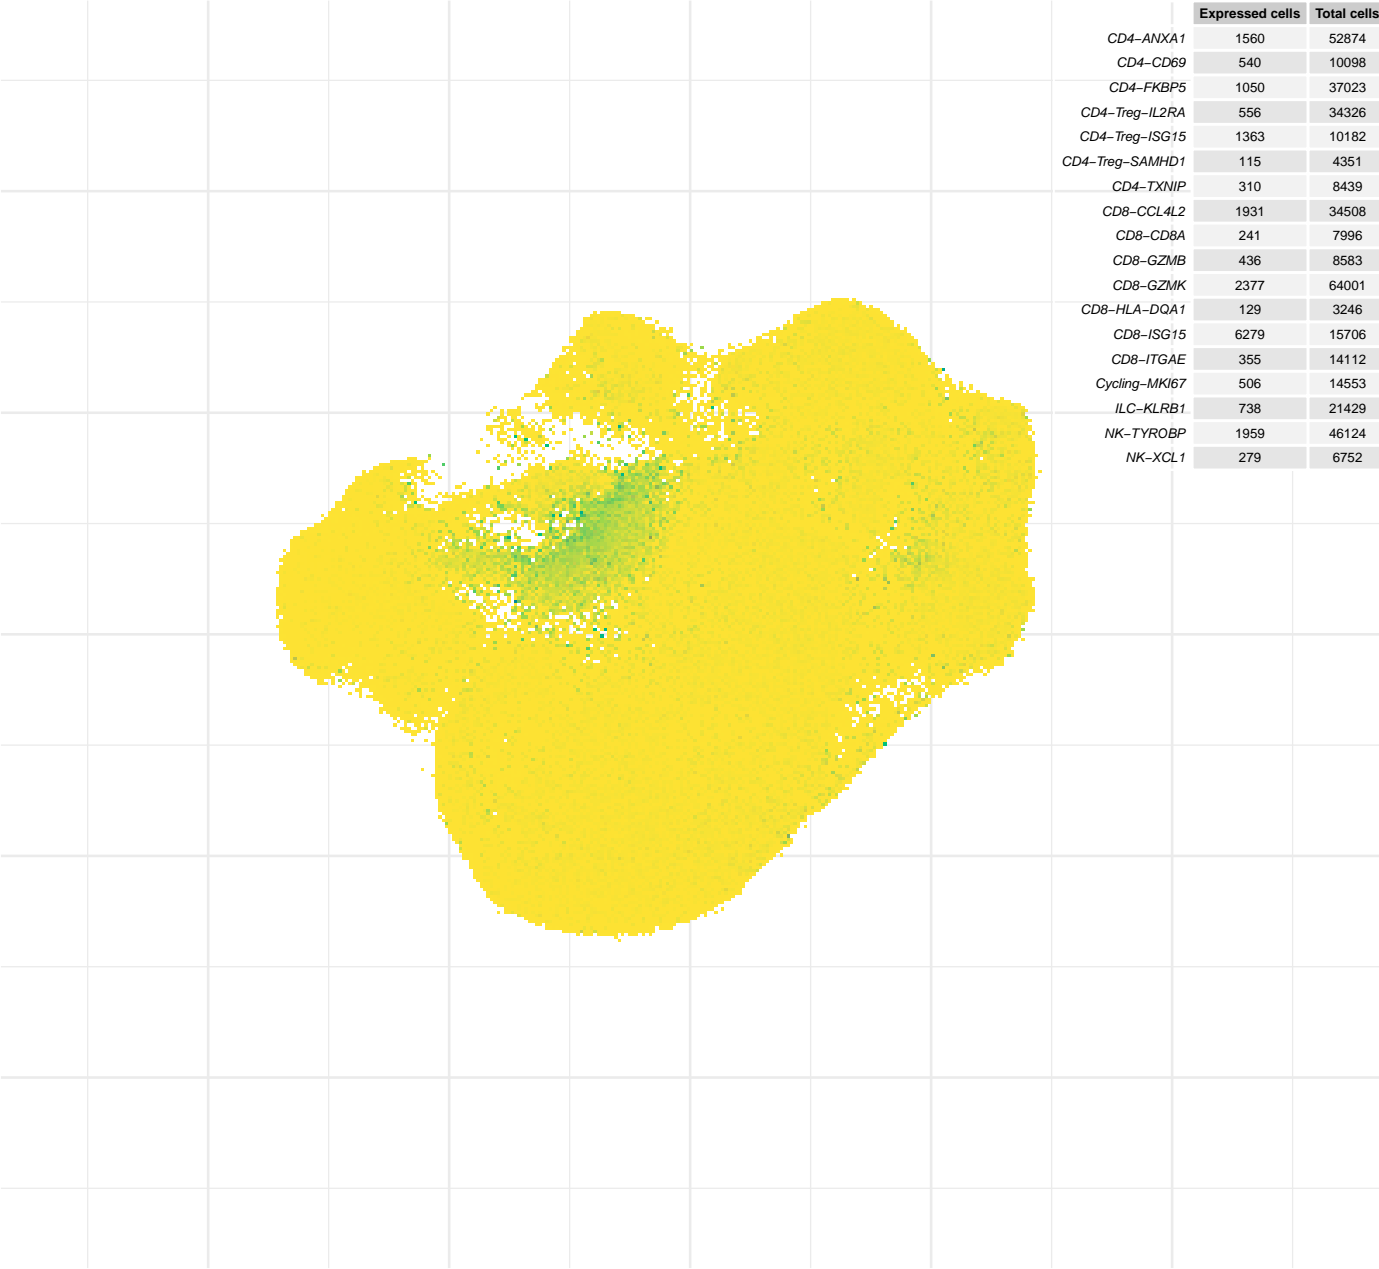 Expressed cells Total cells
CD4−ANXA1 1560 52874
CD4−CD69 540 10098
CD4−FKBP5 1050 37023
CD4−Treg−IL2RA 556 34326
CD4−Treg−ISG15 1363 10182
CD4−Treg−SAMHD1 115 4351
CD4−TXNIP 310 8439
CD8−CCL4L2 1931 34508
CD8−CD8A 241 7996
CD8−GZMB 436 8583
CD8−GZMK 2377 64001
CD8−HLA−DQA1 129 3246
CD8−ISG15 6279 15706
CD8−ITGAE 355 14112
Cycling−MKI67 506 14553
ILC−KLRB1 738 21429
NK−TYROBP 1959 46124
NK−XCL1 279 6752